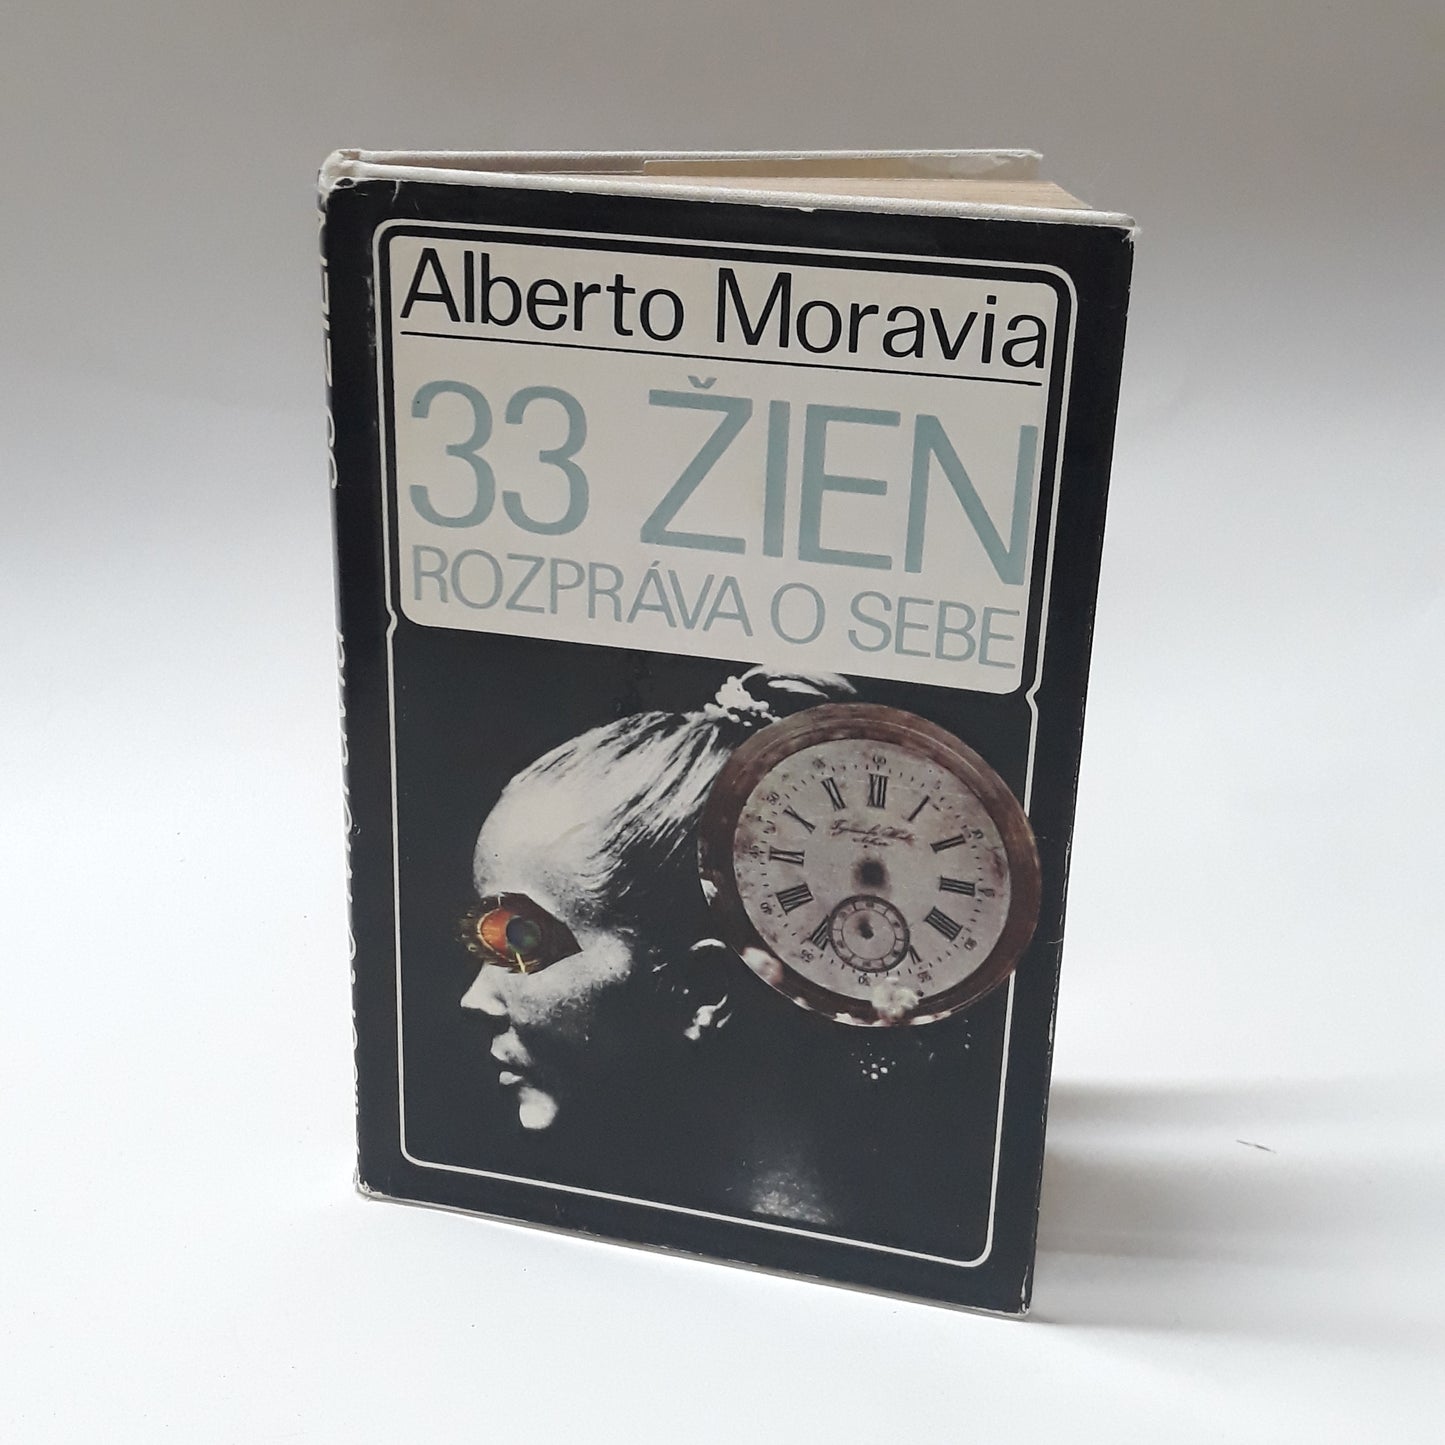 Alberto Moravia
33 ŽIEN
ROZPRÁVA O SEBE